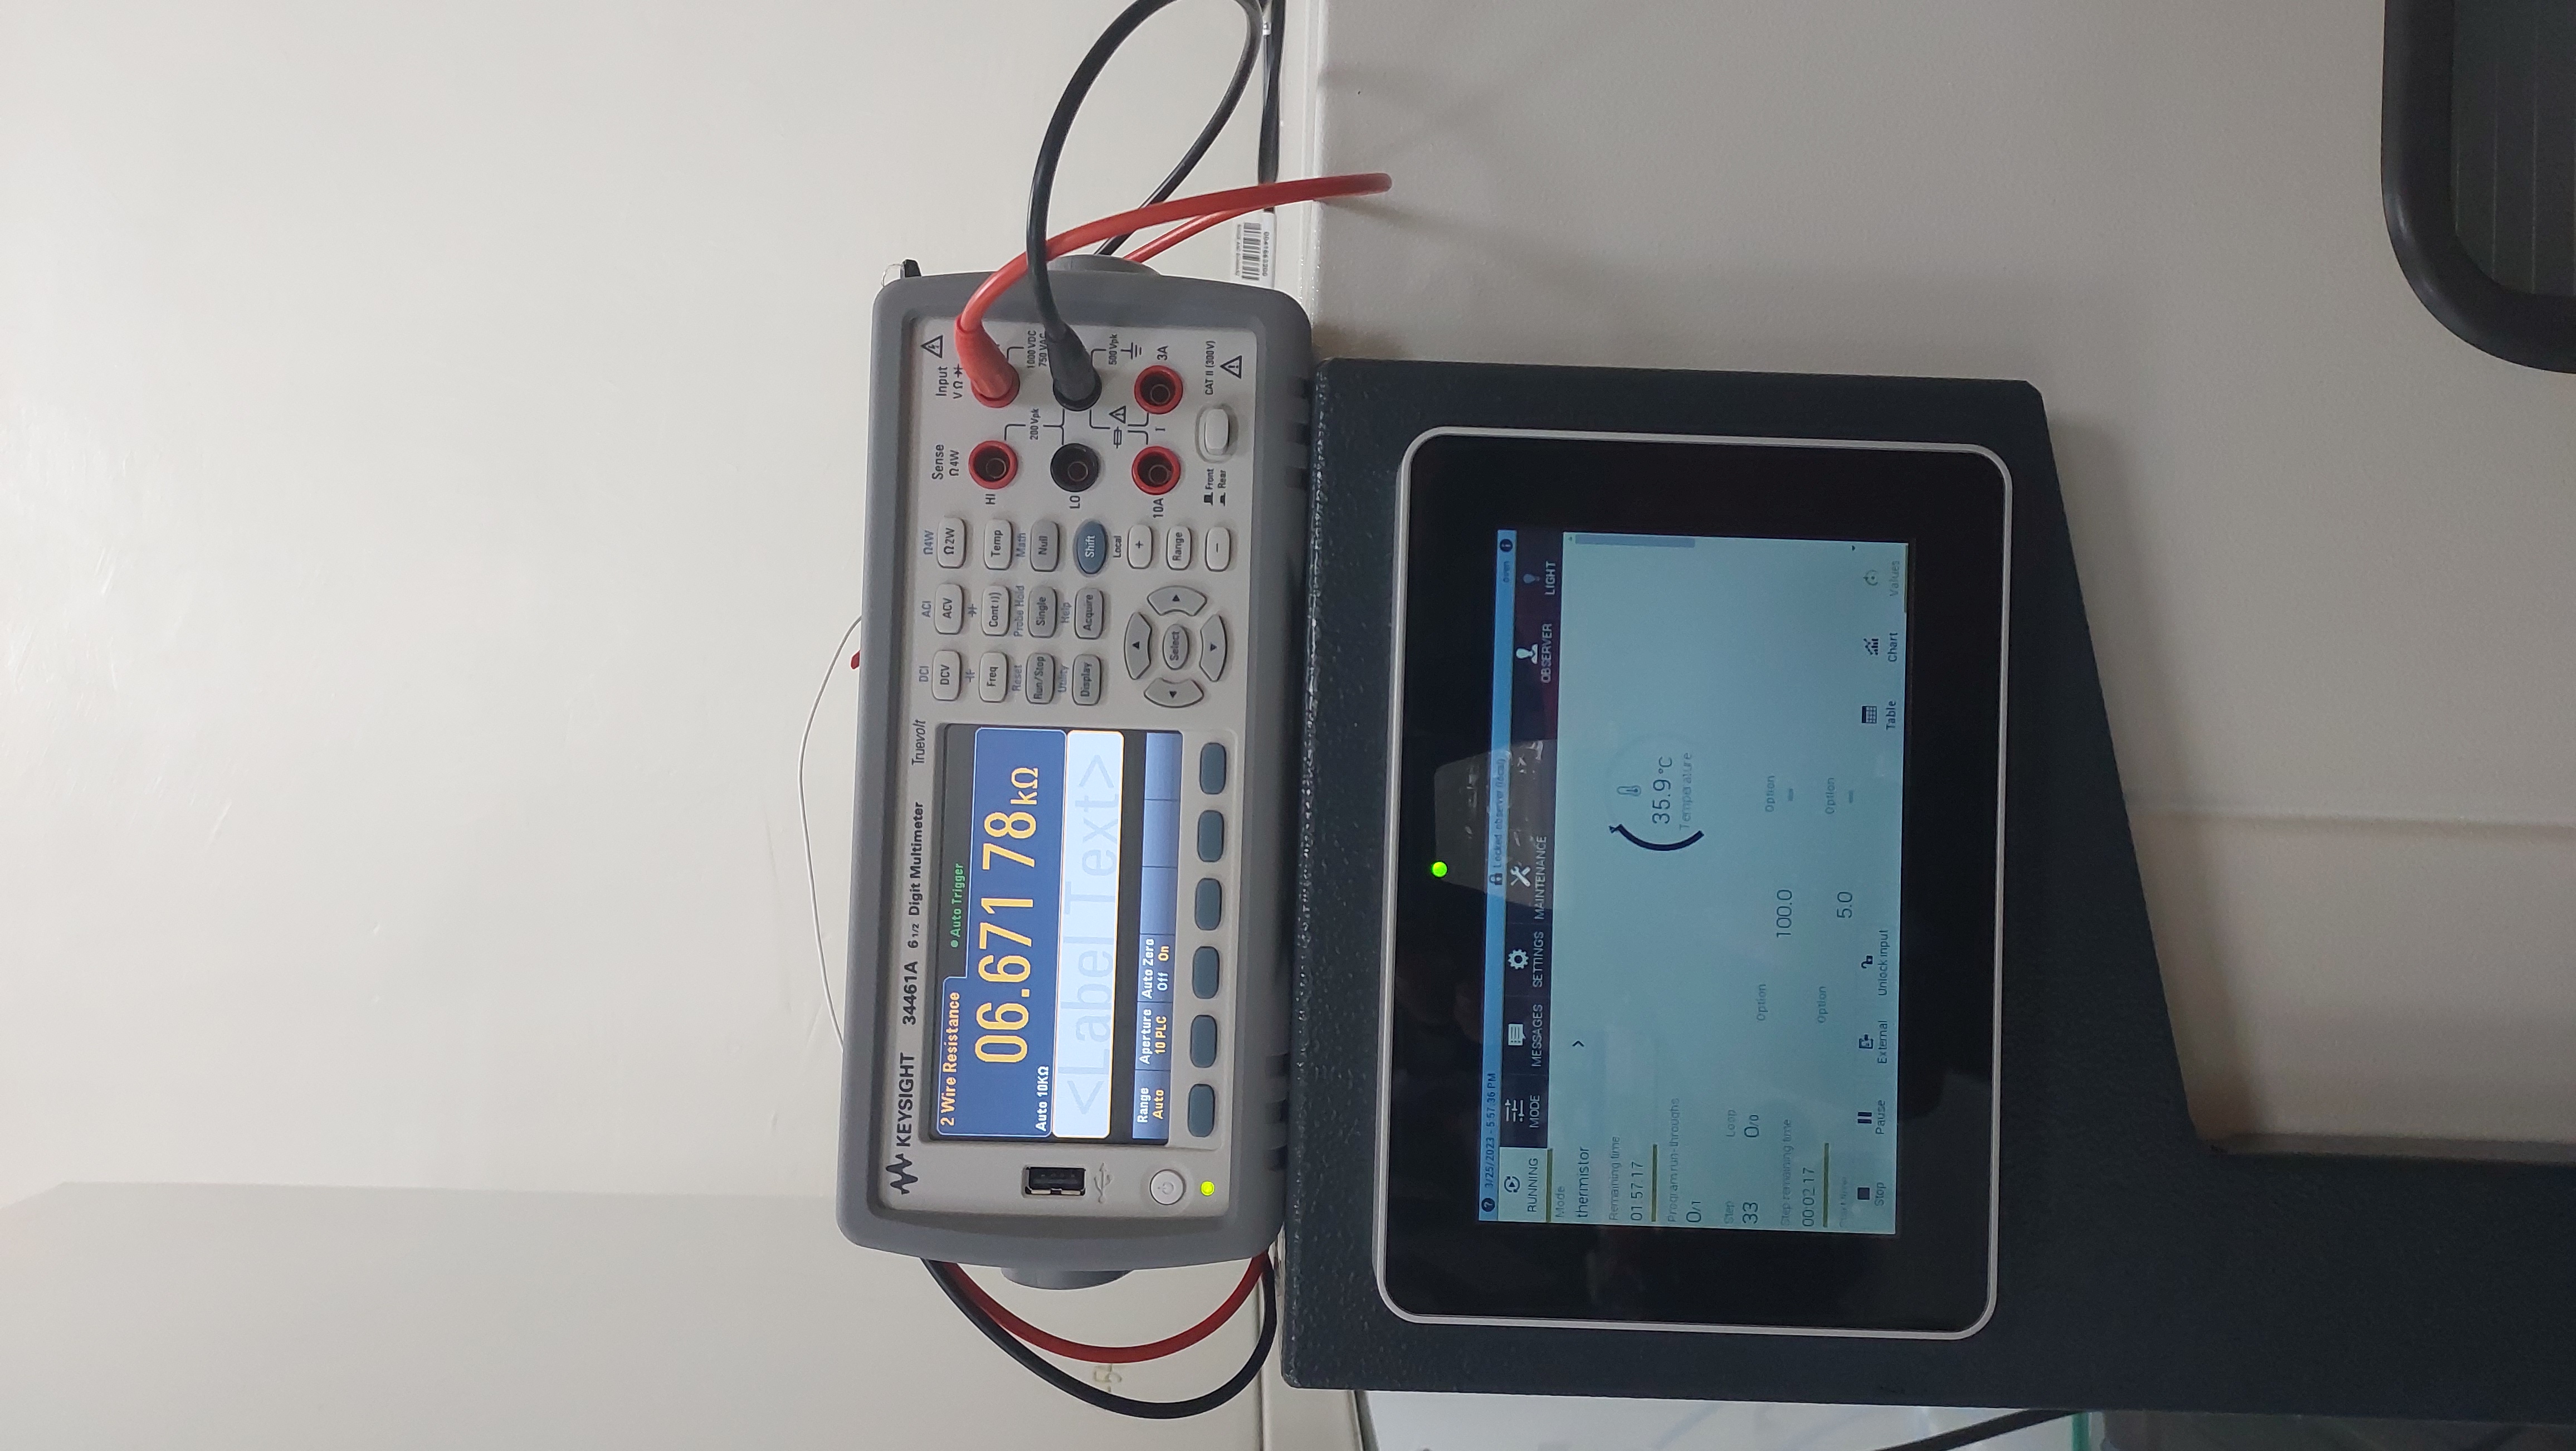 KEYSIGHT 34461A 6 1/2 Digit Multimeter Truevolt
2 Wire Resistance
Auto Trigger
06.671 78 kΩ
Auto 10KΩ
<Label Text>
Range Aperture Auto Zero
Auto 10 PLC Off On
DCI ACI Ω4W
DCV ACV Ω2W
Freq Cont Temp
Reset Probe Hold Math
Run/Stop Single Null
Utility Help
Display Acquire Shift
Local
+
Select Range
−
Sense Input
Ω4W VΩ
HI
200 Vpk
1000 VDC
750 VAC
LO
500 Vpk
10A I 3A
Front
Rear
CAT II (300V)
3/25/2023 - 5:57:36 PM
Locked: observer (local)
oven
RUNNING MODE MESSAGES SETTINGS MAINTENANCE OBSERVER LIGHT
Mode
thermistor
Remaining time
01:57:17
Program run-throughs
0/1
Step Loop
33 0/0
Step remaining time
00:02:17
35.9 °C
Temperature
Option Option
100.0
Option Option
5.0
Stop Pause External Unlock input Table Chart Values